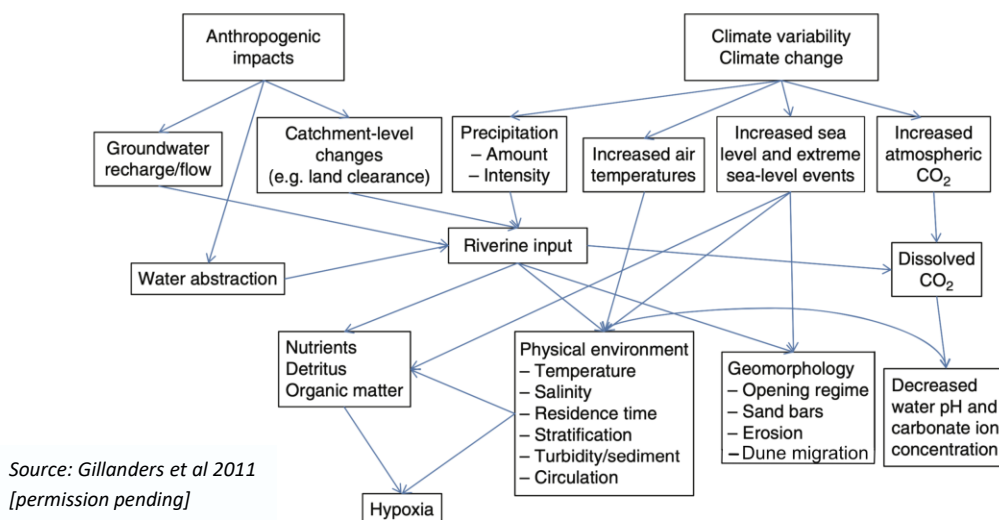 Anthropogenic
impacts
Climate variability
Climate change
Groundwater
recharge/flow
Catchment-level
changes
(e.g. land clearance)
Precipitation
– Amount
– Intensity
Increased air
temperatures
Increased sea
level and extreme
sea-level events
Increased
atmospheric
CO2
Riverine input
Water abstraction
Dissolved
CO2
Nutrients
Detritus
Organic matter
Physical environment
– Temperature
– Salinity
– Residence time
– Stratification
– Turbidity/sediment
– Circulation
Geomorphology
– Opening regime
– Sand bars
– Erosion
– Dune migration
Decreased
water pH and
carbonate ion
concentration
Hypoxia
Source: Gillanders et al 2011
[permission pending]